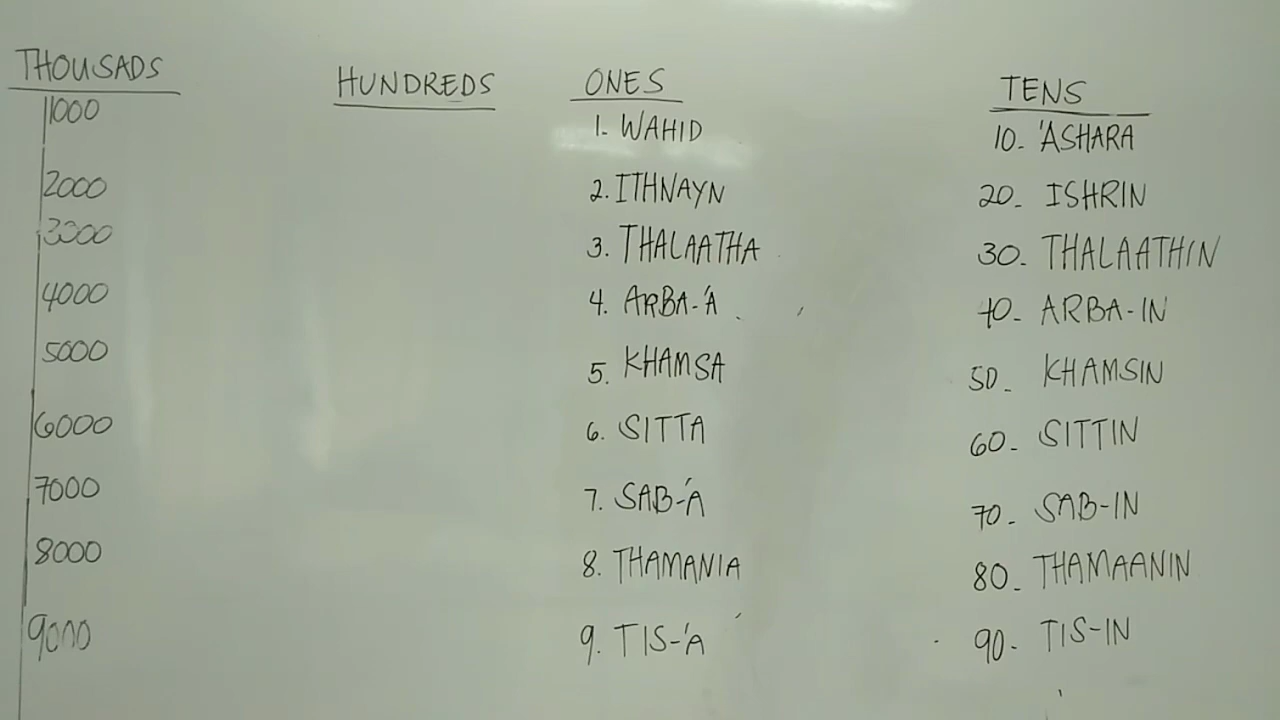 THOUSADS
1000
2000
3000
4000
5000
6000
7000
8000
9000
HUNDREDS
ONES
1. WAHID
2. ITHNAYN
3. THALAATHA
4. ARBA-'A
5. KHAMSA
6. SITTA
7. SAB-'A
8. THAMANIA
9. TIS-'A
TENS
10. 'ASHARA
20- ISHRIN
30- THALAATHIN
40- ARBA-IN
50- KHAMSIN
60- SITTIN
70- SAB-IN
80- THAMAANIN
90- TIS-IN